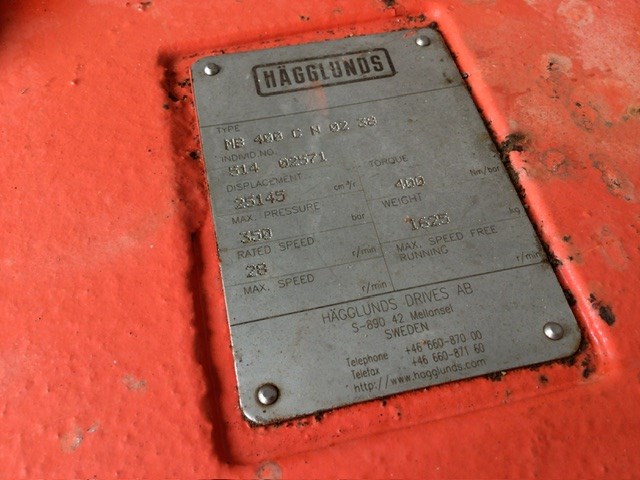 HÄGGLUNDS
TYPE
MB 400 C N 02 38
INDIVID NO.
514 02571
DISPLACEMENT
25145 cm³/r
TORQUE
400 Nm/bar
MAX. PRESSURE
350 bar
WEIGHT
1625 kg
RATED SPEED
28 r/min
MAX. SPEED FREE
RUNNING r/min
MAX. SPEED r/min
HÄGGLUNDS DRIVES AB
S-890 42 Mellansel
SWEDEN
Telephone +46 660-870 00
Telefax +46 660-871 60
http://www.hagglunds.com